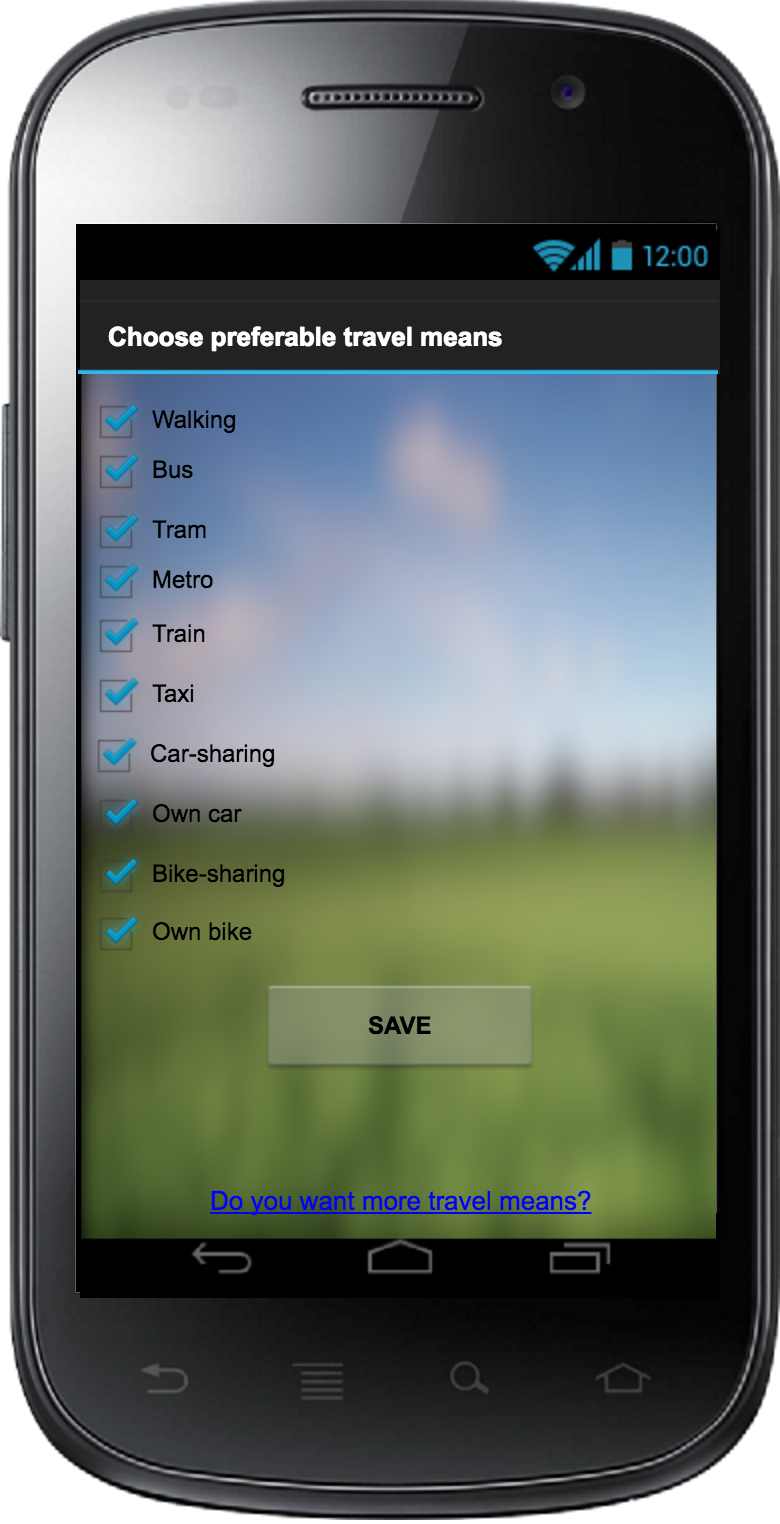 12:00
Choose preferable travel means
Walking
Bus
Tram
Metro
Train
Taxi
Car-sharing
Own car
Bike-sharing
Own bike
SAVE
Do you want more travel means?